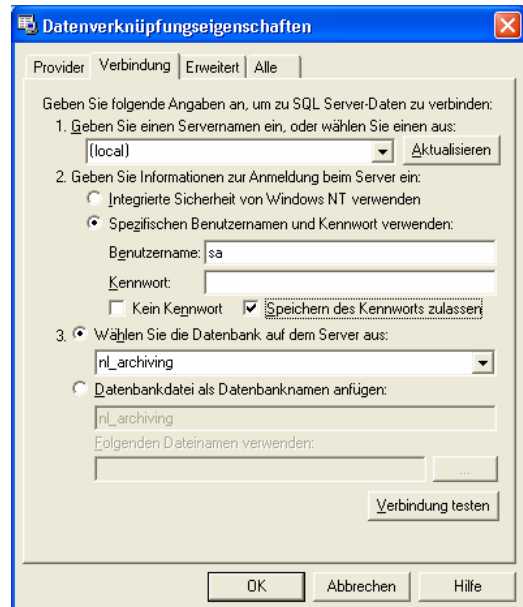 Datenverknüpfungseigenschaften
Provider Verbindung Erweitert Alle
Geben Sie folgende Angaben an, um zu SQL Server-Daten zu verbinden:
1. Geben Sie einen Servernamen ein, oder wählen Sie einen aus:
(local) Aktualisieren
2. Geben Sie Informationen zur Anmeldung beim Server ein:
Integrierte Sicherheit von Windows NT verwenden
Spezifischen Benutzernamen und Kennwort verwenden:
Benutzername: sa
Kennwort:
Kein Kennwort Speichern des Kennworts zulassen
3. Wählen Sie die Datenbank auf dem Server aus:
nl_archiving
Datenbankdatei als Datenbanknamen anfügen:
nl_archiving
Folgenden Dateinamen verwenden:
...
Verbindung testen
OK Abbrechen Hilfe